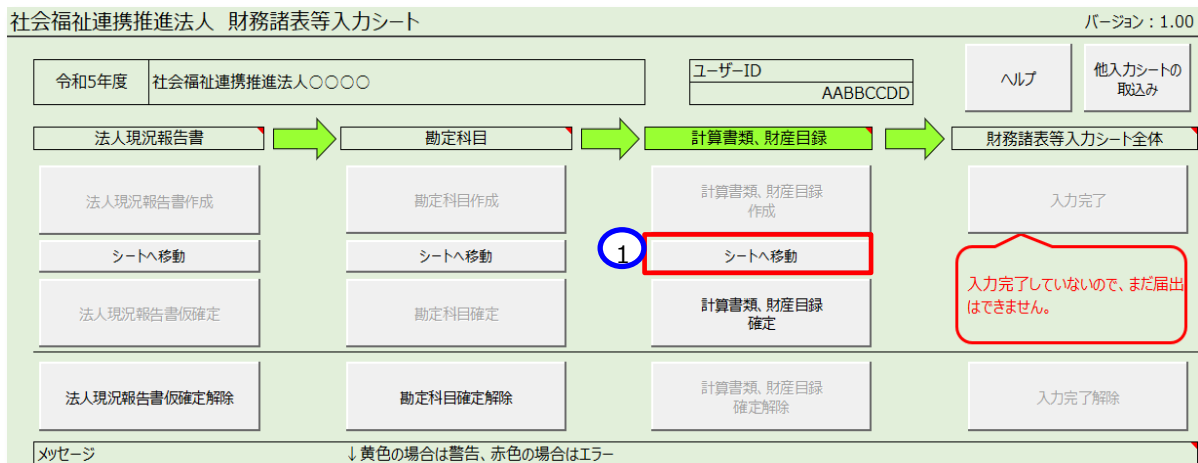 社会福祉連携推進法人 財務諸表等入力シート
バージョン：1.00
令和5年度
社会福祉連携推進法人○○○○
ユーザーID
AABBCCDD
ヘルプ
他入力シートの
取込み
法人現況報告書
勘定科目
計算書類、財産目録
財務諸表等入力シート全体
法人現況報告書作成
勘定科目作成
計算書類、財産目録
作成
入力完了
シートへ移動
シートへ移動
1
シートへ移動
入力完了していないので、まだ届出
はできません。
法人現況報告書仮確定
勘定科目確定
計算書類、財産目録
確定
法人現況報告書仮確定解除
勘定科目確定解除
計算書類、財産目録
確定解除
入力完了解除
メッセージ
↓黄色の場合は警告、赤色の場合はエラー